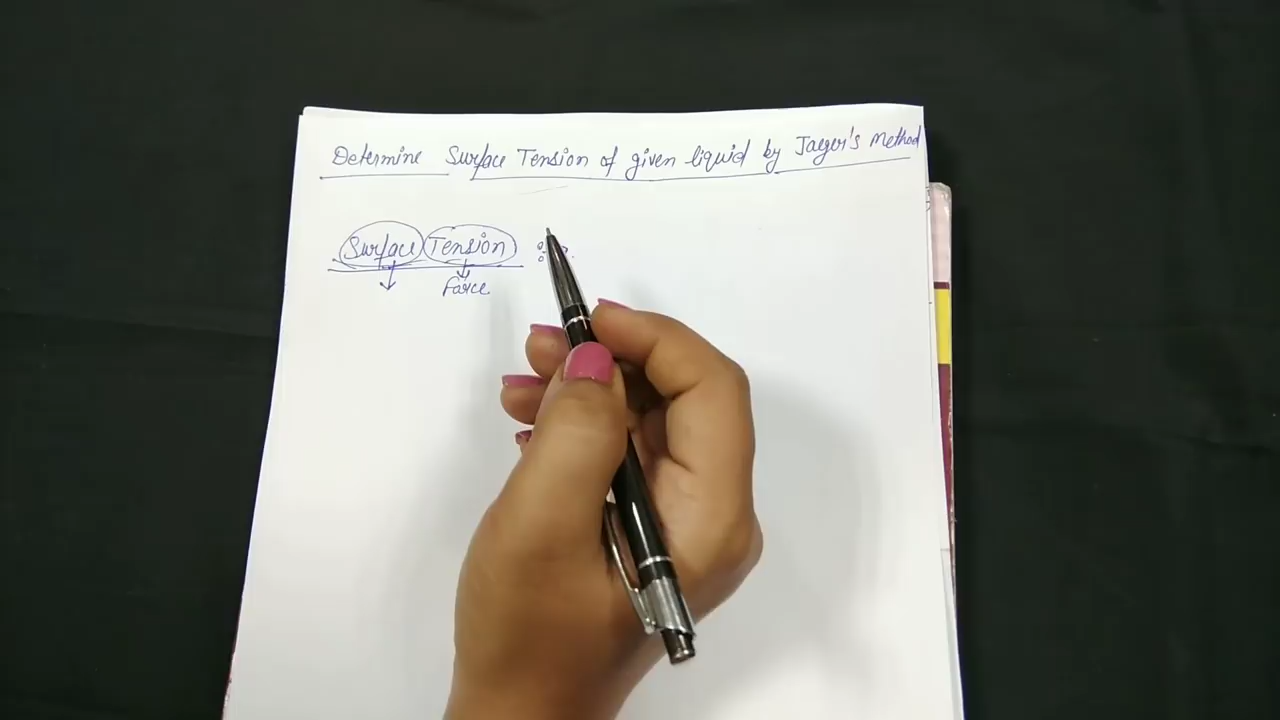 Determine Surface Tension of given liquid by Jaeger's Method
Surface Tension
Force